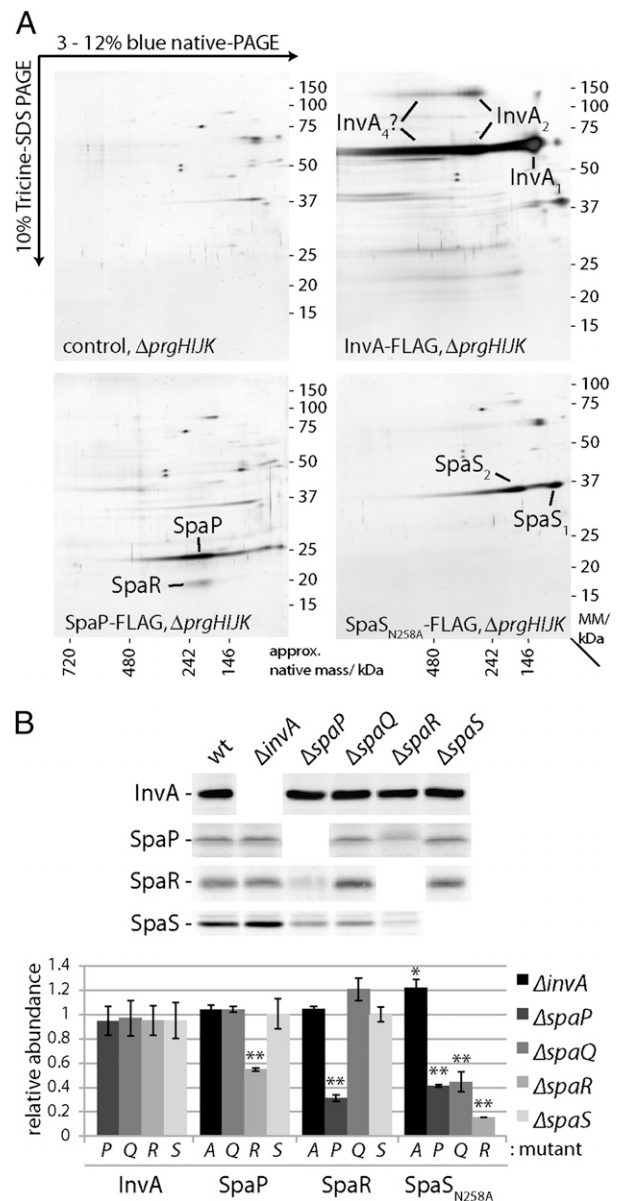 A
3 - 12% blue native-PAGE
10% Tricine-SDS PAGE
- 150
- 100
- 75
- 50
- 37
- 25
- 20
- 15
control, ΔprgHIJK
InvA4?
InvA2
InvA1
- 150
- 100
- 75
- 50
- 37
- 25
- 20
- 15
InvA-FLAG, ΔprgHIJK
SpaP
SpaR
- 150
- 100
- 75
- 50
- 37
- 25
- 20
- 15
SpaP-FLAG, ΔprgHIJK
SpaS2
SpaS1
- 100
- 75
- 50
- 37
- 25
- 20
- 15
SpaSN258A-FLAG, ΔprgHIJK
MM/
kDa
720
480
242
146
approx.
native mass/ kDa
480
242
146
B
wt ΔinvA ΔspaP ΔspaQ ΔspaR ΔspaS
InvA -
SpaP -
SpaR -
SpaS -
relative abundance
1.4
1.2
1
0.8
0.6
0.4
0.2
0
** ** * ** ** **
ΔinvA
ΔspaP
ΔspaQ
ΔspaR
ΔspaS
P Q R S A Q R S A P Q S A P Q R : mutant
InvA SpaP SpaR SpaSN258A